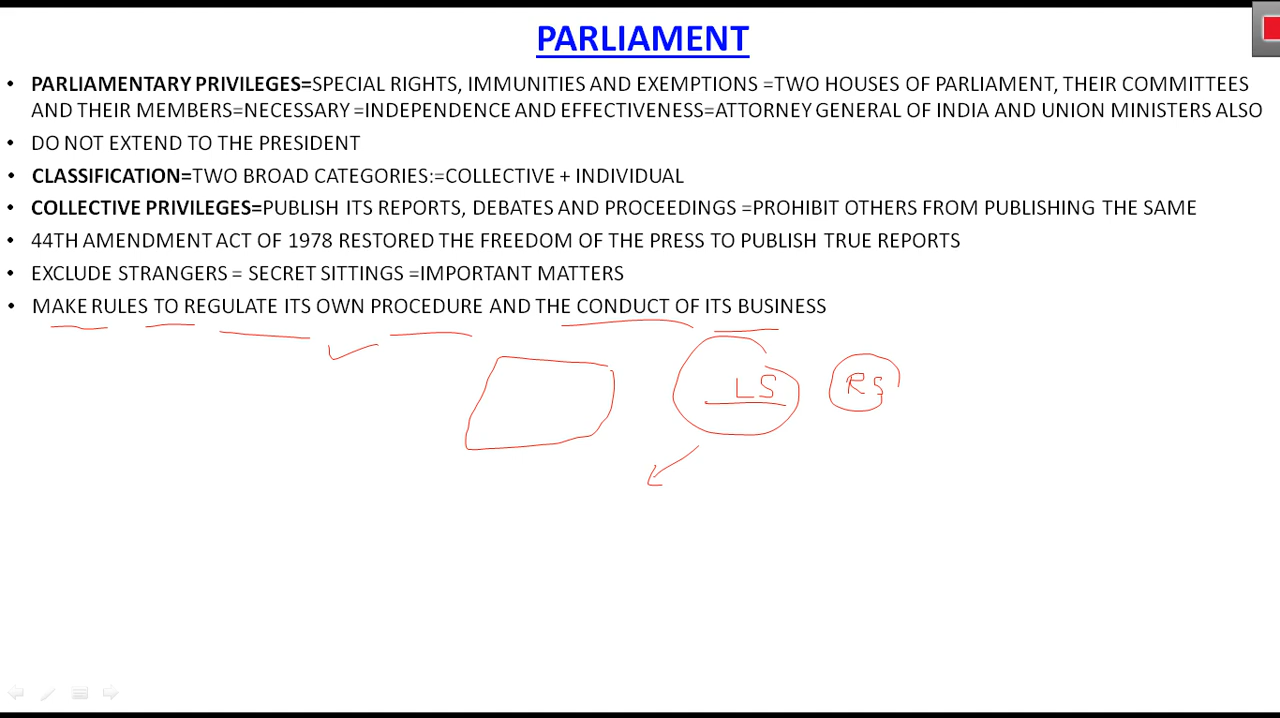 PARLIAMENT
• PARLIAMENTARY PRIVILEGES=SPECIAL RIGHTS, IMMUNITIES AND EXEMPTIONS =TWO HOUSES OF PARLIAMENT, THEIR COMMITTEES
AND THEIR MEMBERS=NECESSARY =INDEPENDENCE AND EFFECTIVENESS=ATTORNEY GENERAL OF INDIA AND UNION MINISTERS ALSO
• DO NOT EXTEND TO THE PRESIDENT
• CLASSIFICATION=TWO BROAD CATEGORIES:=COLLECTIVE + INDIVIDUAL
• COLLECTIVE PRIVILEGES=PUBLISH ITS REPORTS, DEBATES AND PROCEEDINGS =PROHIBIT OTHERS FROM PUBLISHING THE SAME
• 44TH AMENDMENT ACT OF 1978 RESTORED THE FREEDOM OF THE PRESS TO PUBLISH TRUE REPORTS
• EXCLUDE STRANGERS = SECRET SITTINGS =IMPORTANT MATTERS
• MAKE RULES TO REGULATE ITS OWN PROCEDURE AND THE CONDUCT OF ITS BUSINESS
LS RS